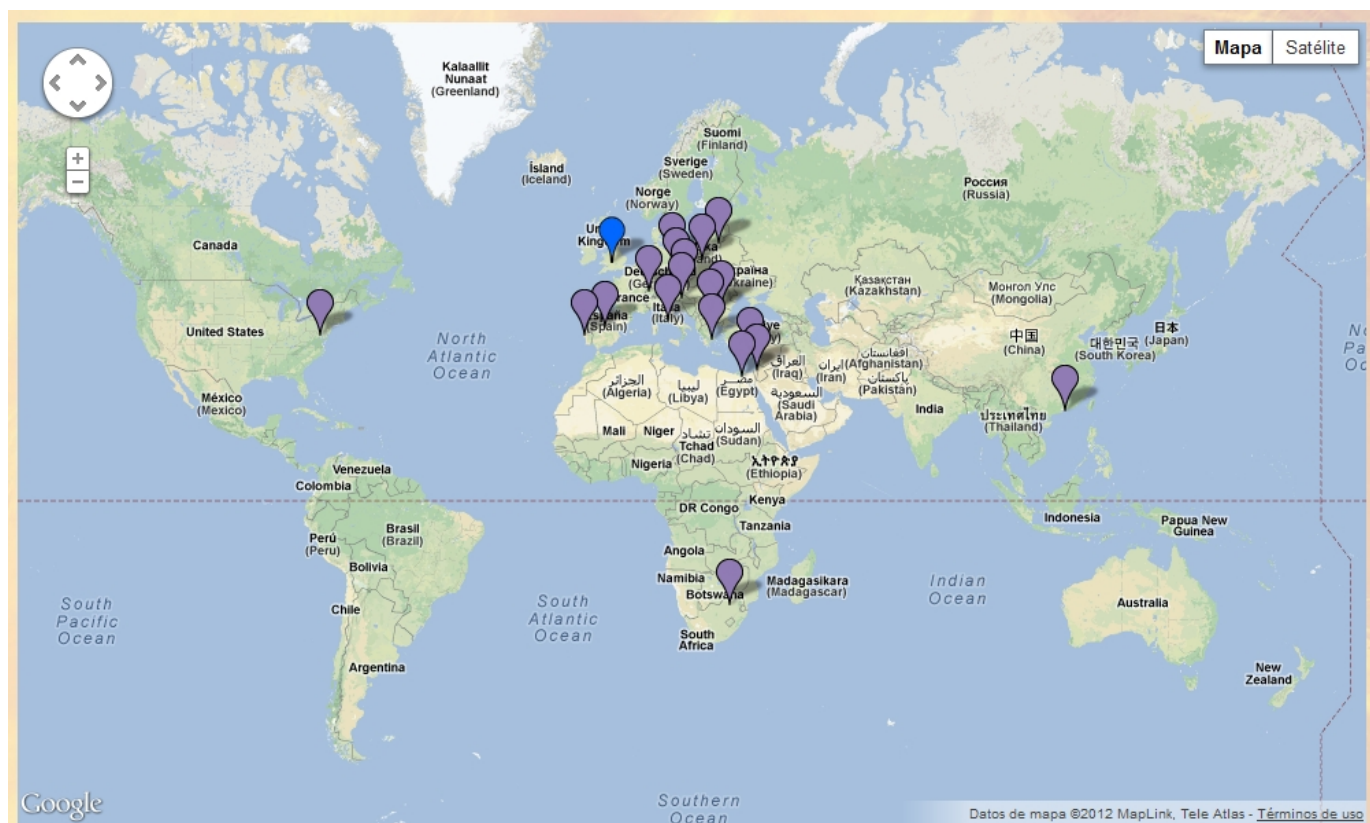 Mapa
Satélite
+
−
Kalaallit
Nunaat
(Greenland)
Suomi
(Finland)
Ísland
(Iceland)
Sverige
(Sweden)
Norge
(Norway)
Россия
(Russia)
Canada
United States
México
(Mexico)
North
Atlantic
Ocean
España
(Spain)
Italia
(Italy)
Қазақстан
(Kazakhstan)
Монгол Улс
(Mongolia)
中国
(China)
대한민국
(South Korea)
日本
(Japan)
العراق
(Iraq)
ایران
(Iran)
افغانستان
(Afghanistan)
پاکستان
(Pakistan)
الجزائر
(Algeria)
ليبيا
(Libya)
مصر
(Egypt)
السعودية
(Saudi
Arabia)
India
ประเทศไทย
(Thailand)
Mali
Niger
تشاد
Tchad
(Chad)
السودان
(Sudan)
Nigeria
ኢትዮጵያ
(Ethiopia)
Venezuela
Colombia
Perú
(Peru)
Brasil
(Brazil)
Bolivia
Chile
Argentina
DR Congo
Kenya
Tanzania
Angola
Namibia
Botswana
Madagasikara
(Madagascar)
South
Africa
Indonesia
Papua New
Guinea
Australia
New
Zealand
South
Pacific
Ocean
South
Atlantic
Ocean
Indian
Ocean
Southern
Ocean
Google
Datos de mapa ©2012 MapLink, Tele Atlas - Términos de uso